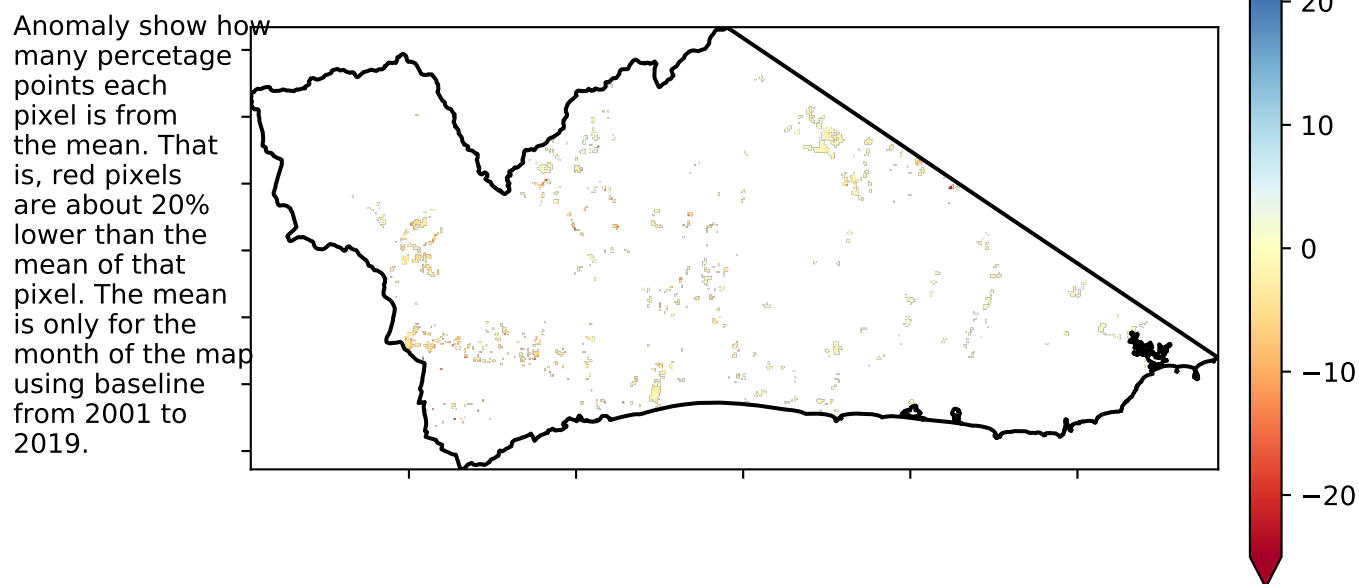 Anomaly show how
many percetage
points each
pixel is from
the mean. That
is, red pixels
are about 20%
lower than the
mean of that
pixel. The mean
is only for the
month of the map
using baseline
from 2001 to
2019.
20
10
0
−10
−20